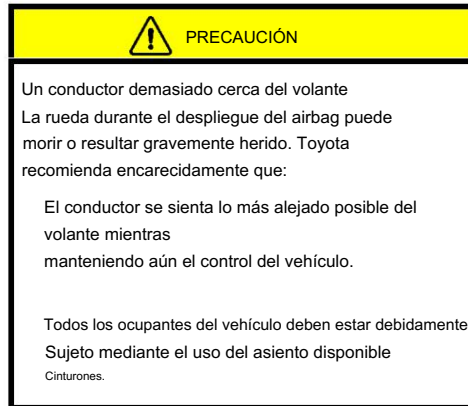 PRECAUCIÓN
Un conductor demasiado cerca del volante
La rueda durante el despliegue del airbag puede
morir o resultar gravemente herido. Toyota
recomienda encarecidamente que:
El conductor se sienta lo más alejado posible del
volante mientras
manteniendo aún el control del vehículo.
Todos los ocupantes del vehículo deben estar debidamente
Sujeto mediante el uso del asiento disponible
Cinturones.